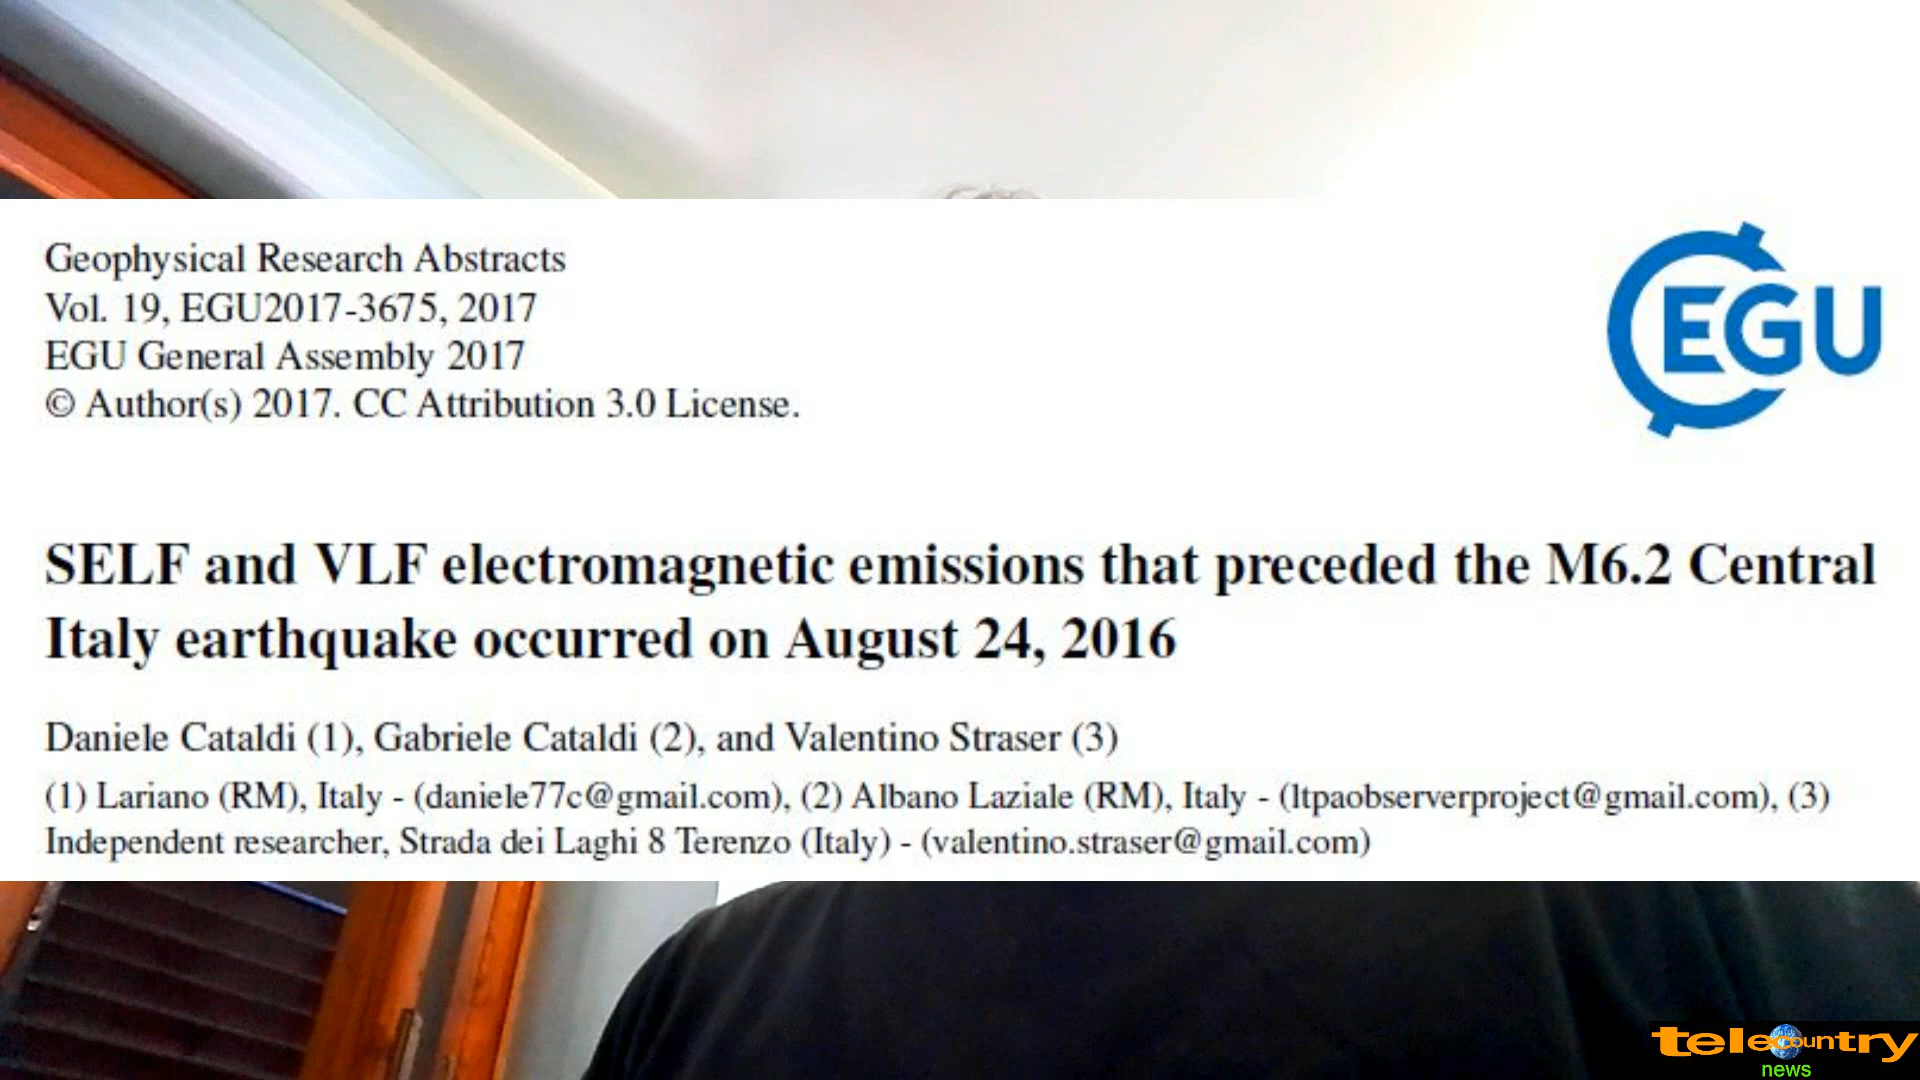 Geophysical Research Abstracts
Vol. 19, EGU2017-3675, 2017
EGU General Assembly 2017
© Author(s) 2017. CC Attribution 3.0 License.
EGU
SELF and VLF electromagnetic emissions that preceded the M6.2 Central
Italy earthquake occurred on August 24, 2016
Daniele Cataldi (1), Gabriele Cataldi (2), and Valentino Straser (3)
(1) Lariano (RM), Italy - (daniele77c@gmail.com), (2) Albano Laziale (RM), Italy - (ltpaobserverproject@gmail.com), (3)
Independent researcher, Strada dei Laghi 8 Terenzo (Italy) - (valentino.straser@gmail.com)
telecountry
news